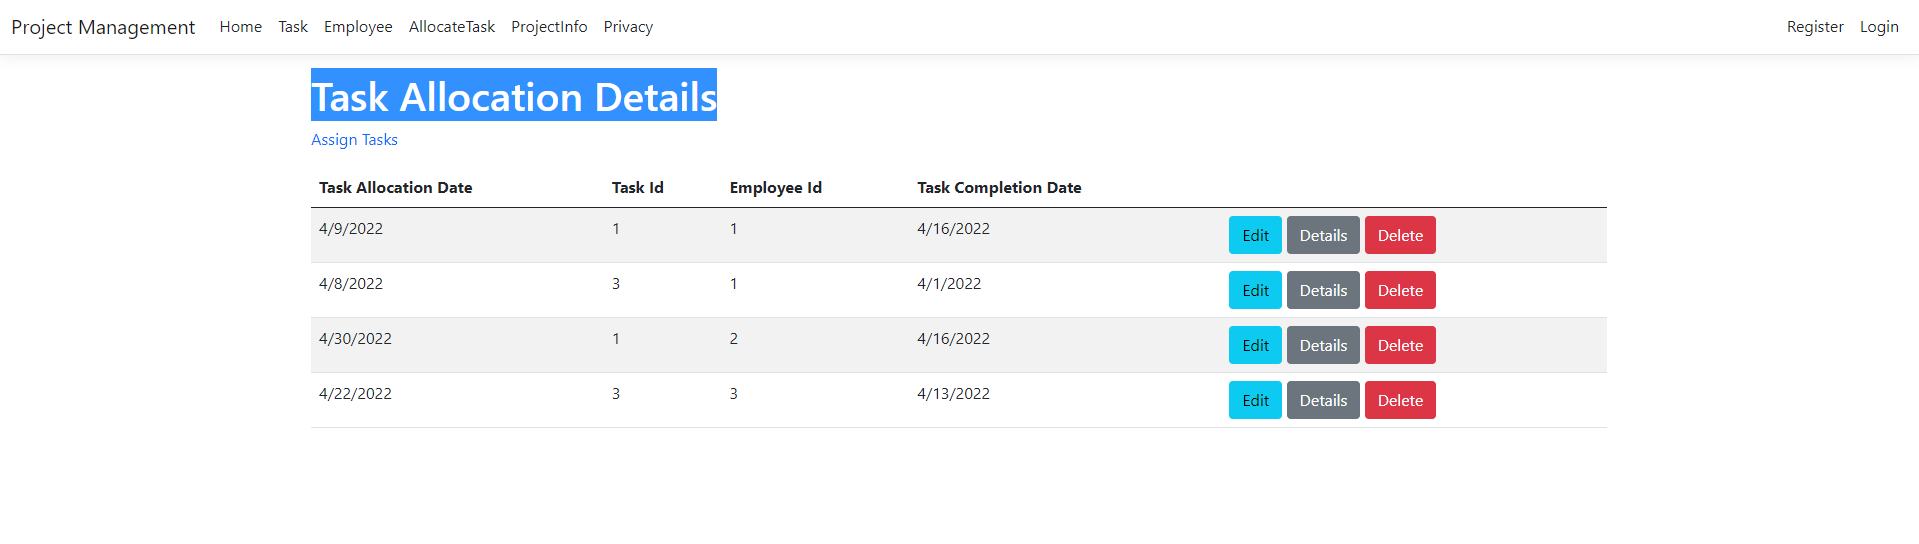 Project Management Home Task Employee AllocateTask ProjectInfo Privacy Register Login
Task Allocation Details
Assign Tasks
Task Allocation Date Task Id Employee Id Task Completion Date
4/9/2022 1 1 4/16/2022 Edit Details Delete
4/8/2022 3 1 4/1/2022 Edit Details Delete
4/30/2022 1 2 4/16/2022 Edit Details Delete
4/22/2022 3 3 4/13/2022 Edit Details Delete